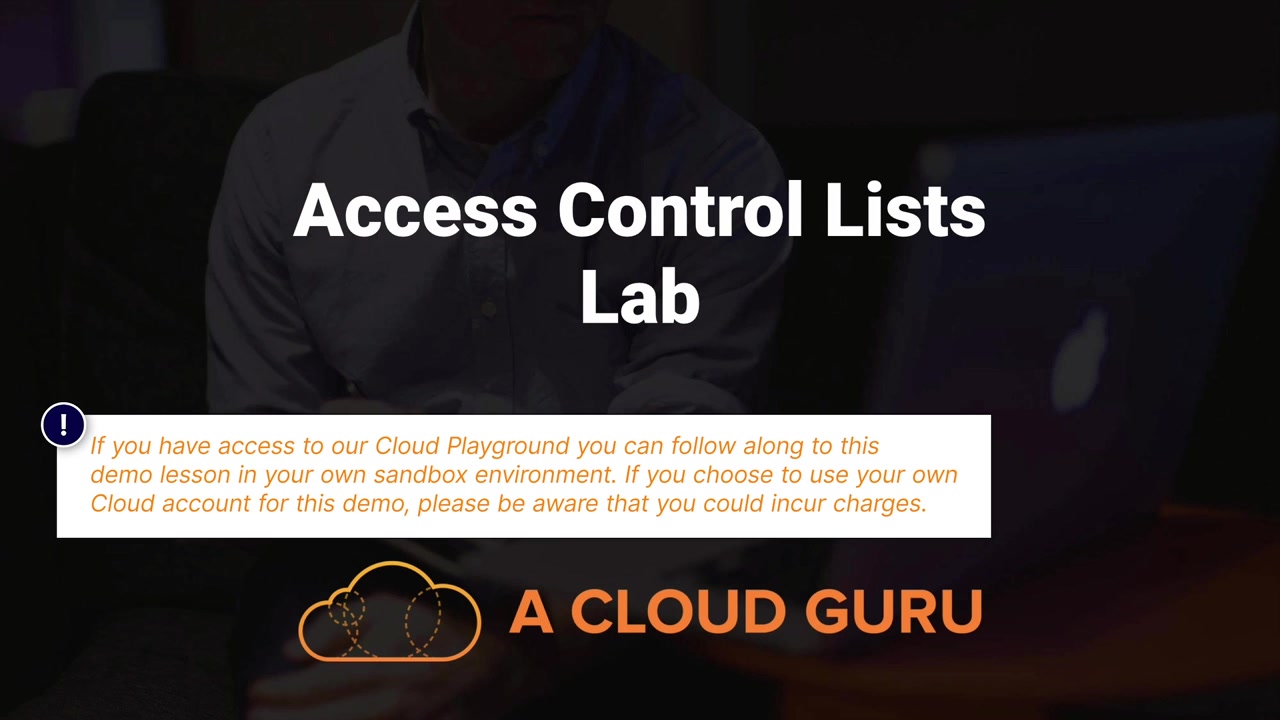 Access Control Lists
Lab
!
If you have access to our Cloud Playground you can follow along to this
demo lesson in your own sandbox environment. If you choose to use your own
Cloud account for this demo, please be aware that you could incur charges.
A CLOUD GURU